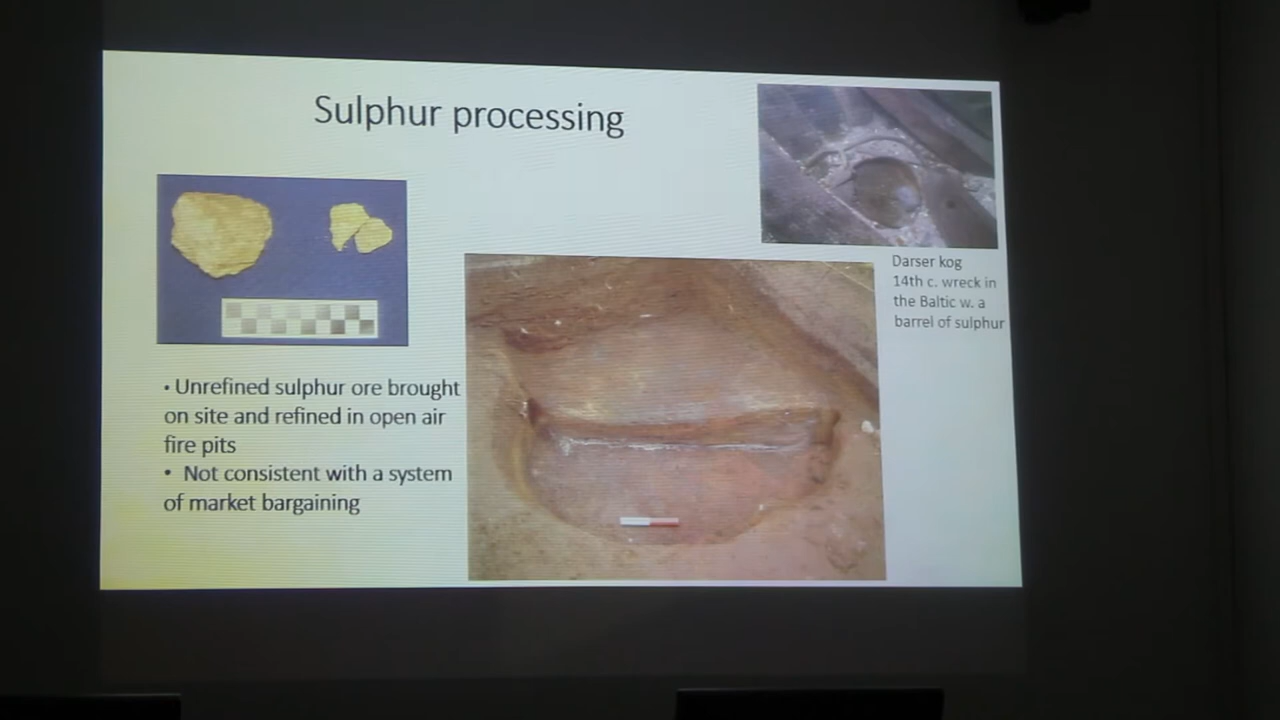 Sulphur processing
Darser kog
14th c. wreck in
the Baltic w. a
barrel of sulphur
• Unrefined sulphur ore brought
on site and refined in open air
fire pits
• Not consistent with a system
of market bargaining